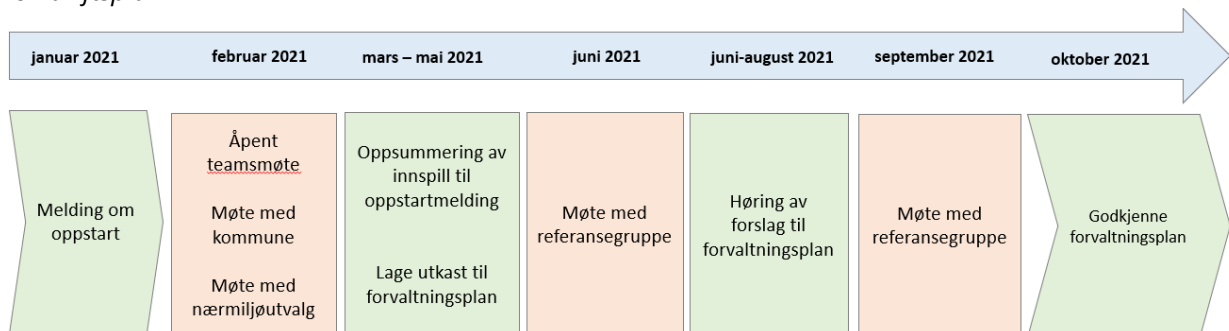 januar 2021
februar 2021
mars – mai 2021
juni 2021
juni-august 2021
september 2021
oktober 2021
Melding om
oppstart
Åpent
teamsmøte
Møte med
kommune
Møte med
nærmiljøutvalg
Oppsummering av
innspill til
oppstartmelding
Lage utkast til
forvaltningsplan
Møte med
referansegruppe
Høring av
forslag til
forvaltningsplan
Møte med
referansegruppe
Godkjenne
forvaltningsplan